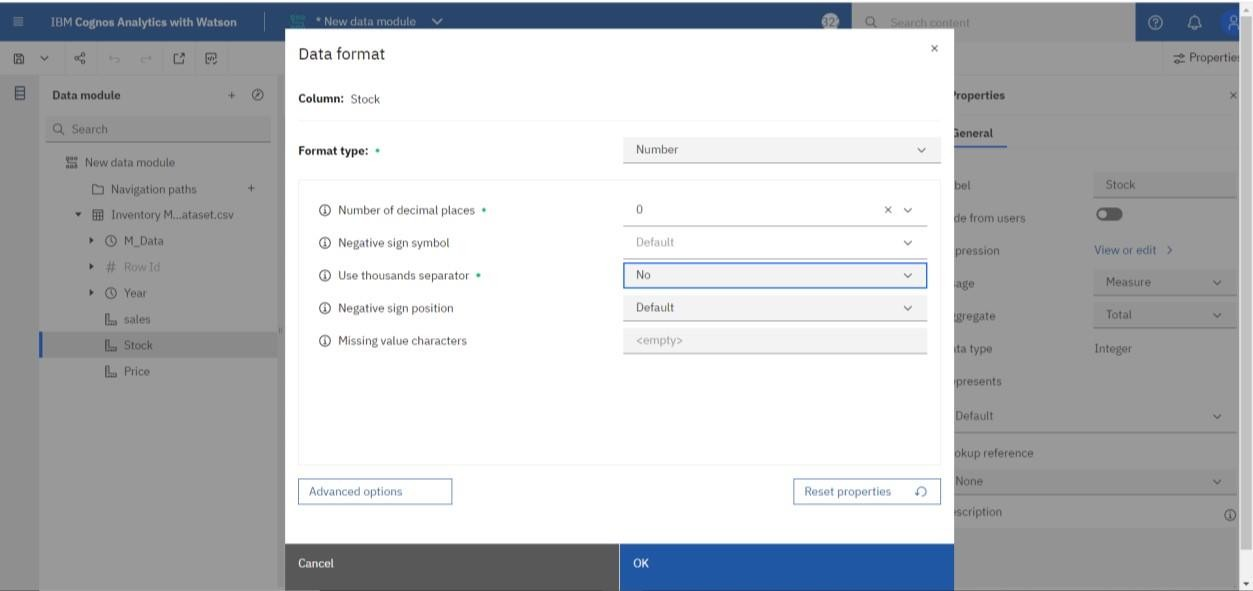 IBM Cognos Analytics with Watson
* New data module
32
Search content
Properties
Data module
Search
New data module
Navigation paths
Inventory M...ataset.csv
M_Data
# Row Id
Year
sales
Stock
Price
Data format
Column: Stock
Format type:
Number
Number of decimal places
0
Negative sign symbol
Default
Use thousands separator
No
Negative sign position
Default
Missing value characters
<empty>
Advanced options
Reset properties
Cancel
OK
Properties
General
bel
Stock
de from users
pression
View or edit
age
Measure
gregate
Total
ta type
Integer
presents
Default
okup reference
None
scription